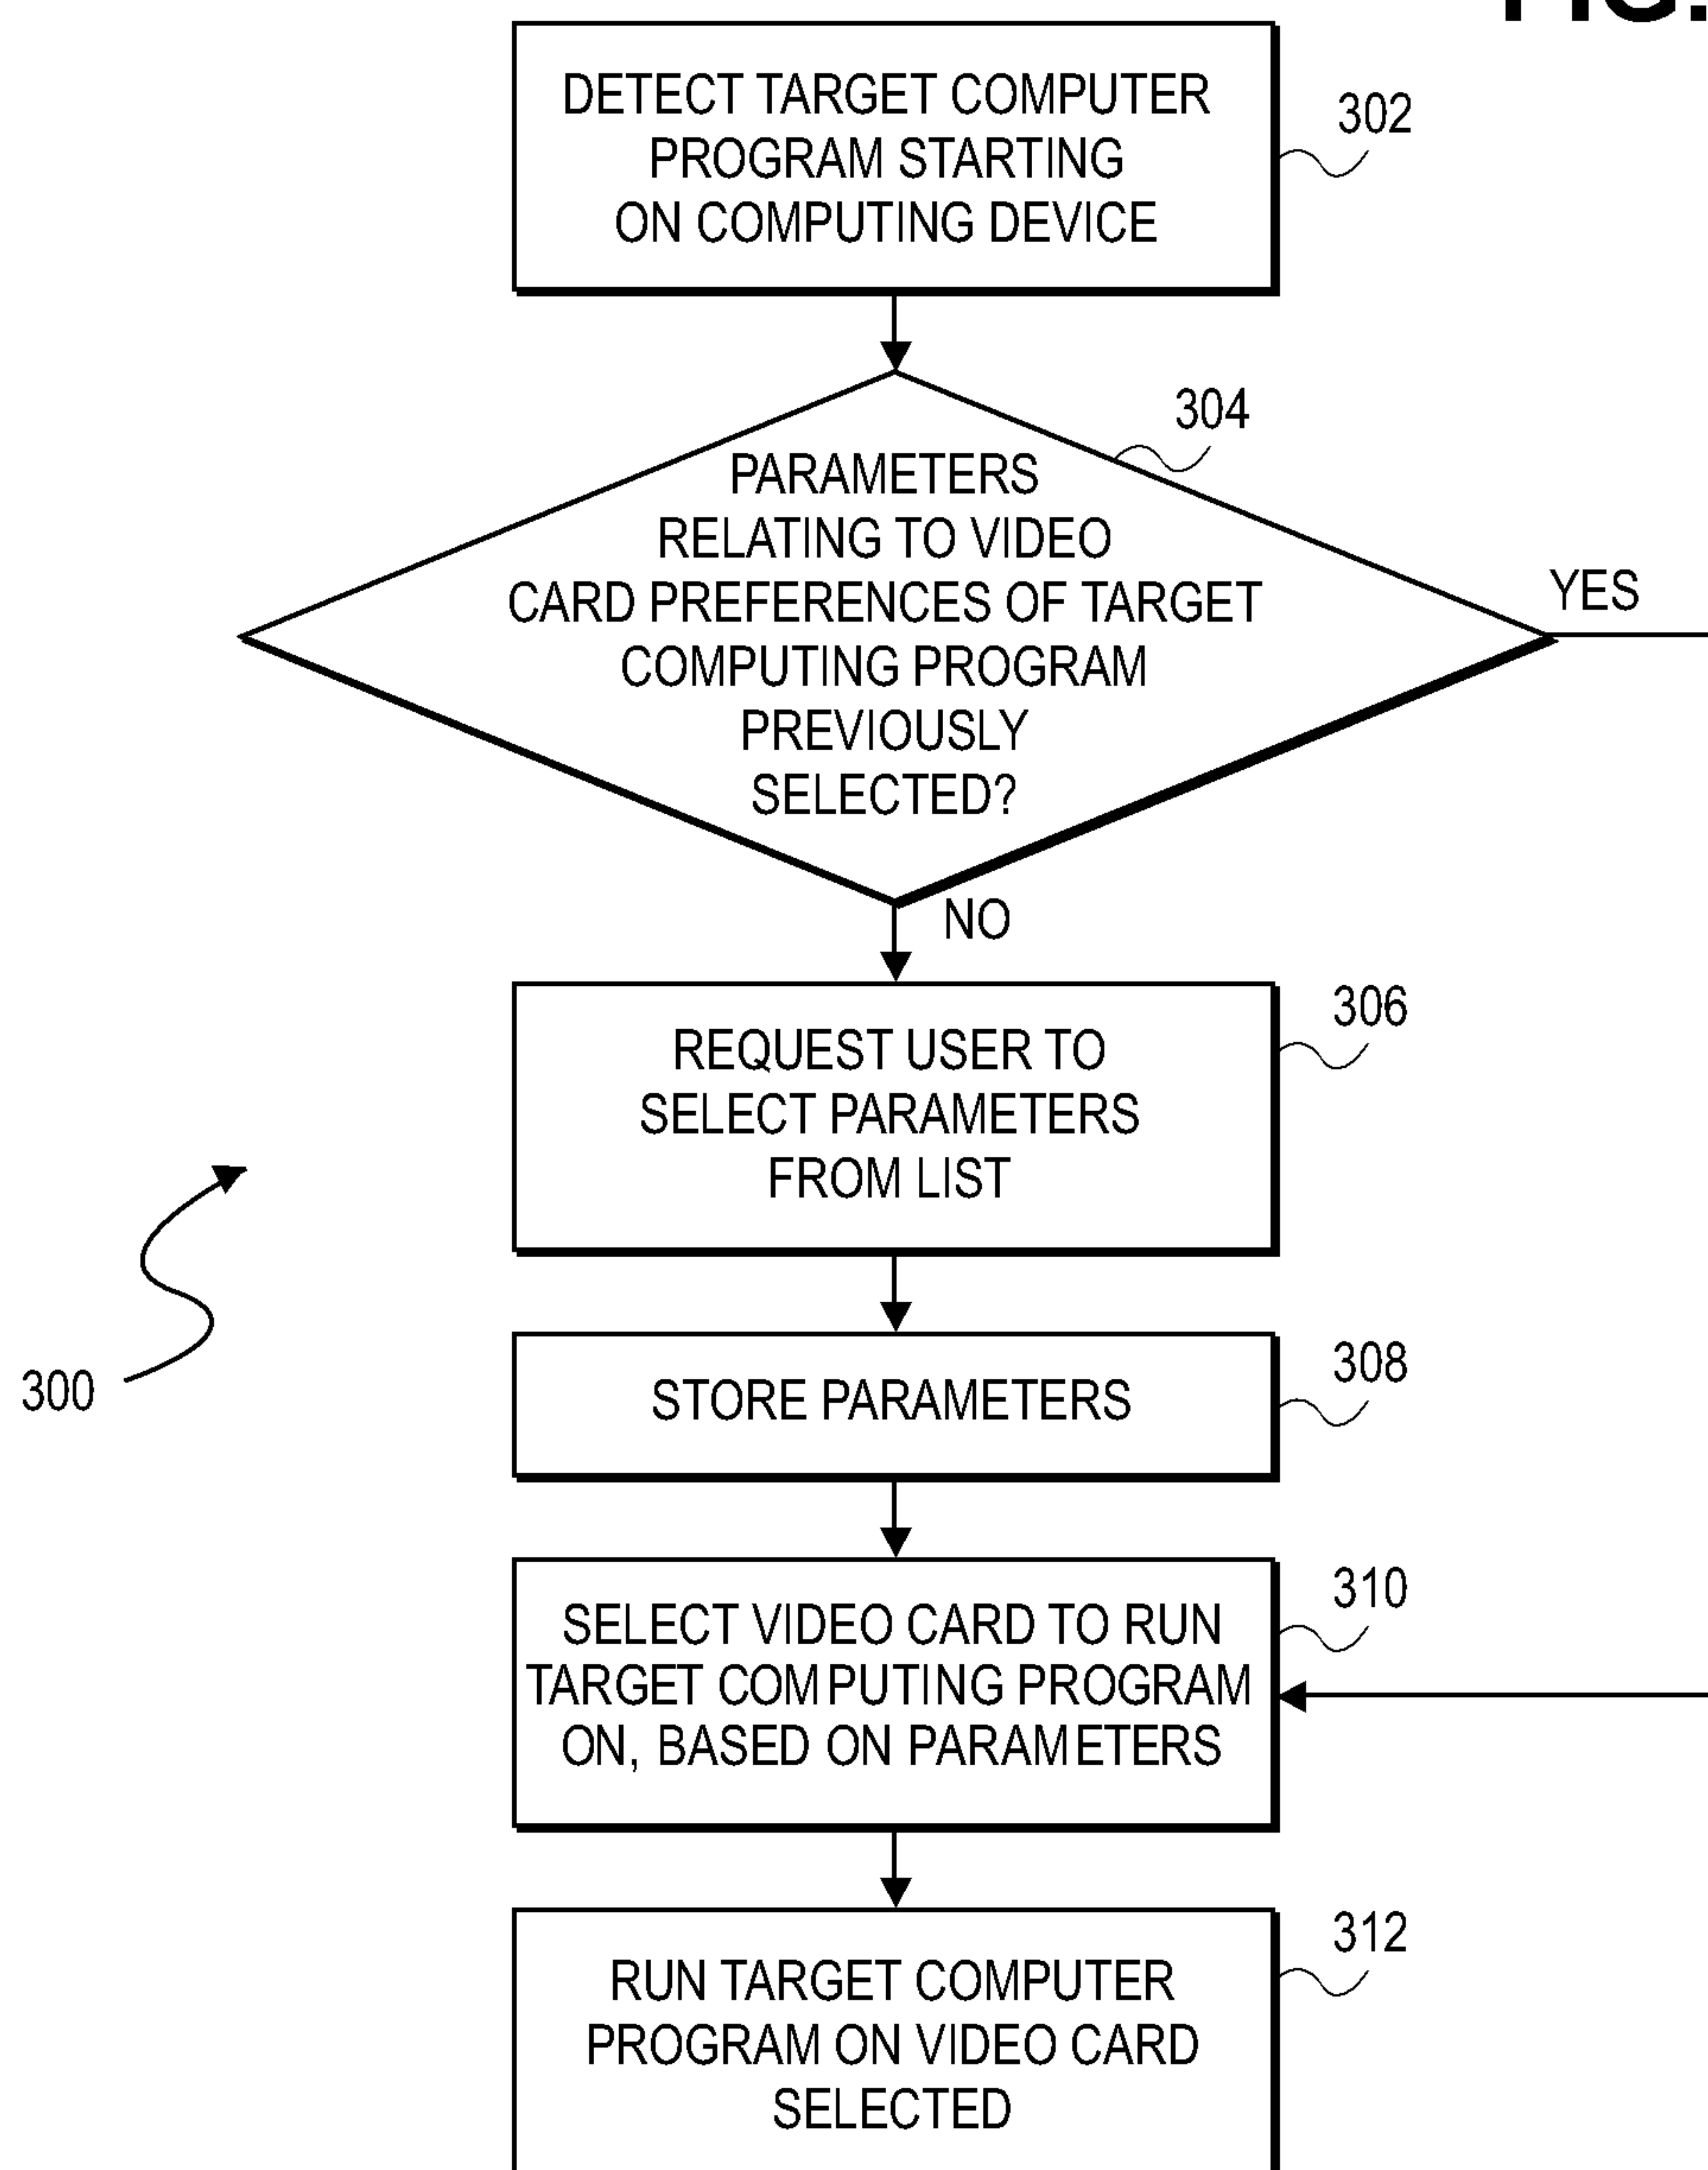 FIG.
DETECT TARGET COMPUTER
PROGRAM STARTING
ON COMPUTING DEVICE
302
304
PARAMETERS
RELATING TO VIDEO
CARD PREFERENCES OF TARGET
COMPUTING PROGRAM
PREVIOUSLY
SELECTED?
YES
NO
306
REQUEST USER TO
SELECT PARAMETERS
FROM LIST
300
308
STORE PARAMETERS
310
SELECT VIDEO CARD TO RUN
TARGET COMPUTING PROGRAM
ON, BASED ON PARAMETERS
312
RUN TARGET COMPUTER
PROGRAM ON VIDEO CARD
SELECTED